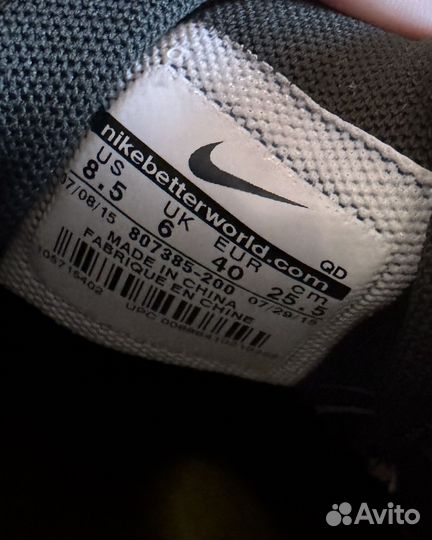 nikebetterworld.com
US UK EUR cm
8.5 6 40 25.5
07/08/15 807385-200 07/29/15
MADE IN CHINA
FABRIQUE EN CHINE
QD
Avito